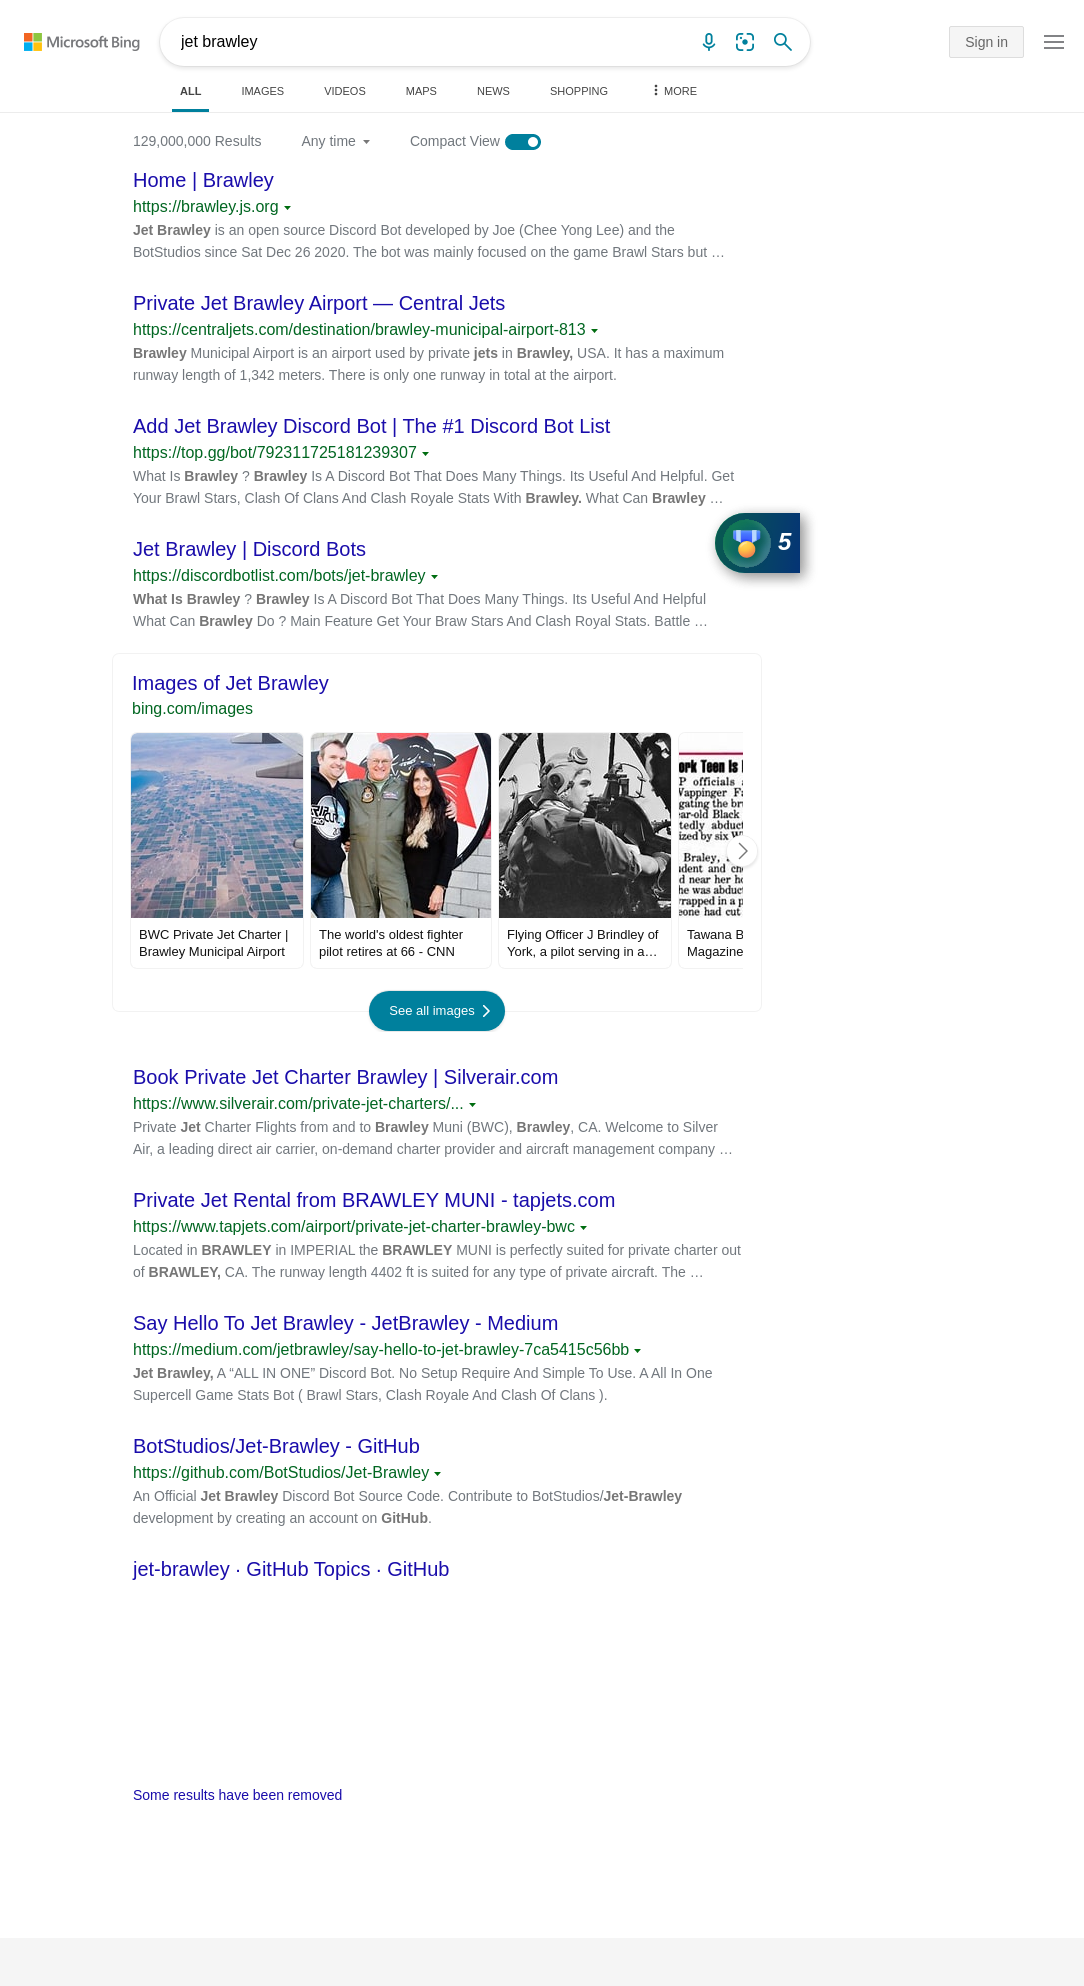 Microsoft Bing
jet brawley
Sign in
ALL IMAGES VIDEOS MAPS NEWS SHOPPING MORE
129,000,000 Results Any time Compact View
Home | Brawley
https://brawley.js.org
Jet Brawley is an open source Discord Bot developed by Joe (Chee Yong Lee) and the
BotStudios since Sat Dec 26 2020. The bot was mainly focused on the game Brawl Stars but …
Private Jet Brawley Airport — Central Jets
https://centraljets.com/destination/brawley-municipal-airport-813
Brawley Municipal Airport is an airport used by private jets in Brawley, USA. It has a maximum
runway length of 1,342 meters. There is only one runway in total at the airport.
Add Jet Brawley Discord Bot | The #1 Discord Bot List
https://top.gg/bot/792311725181239307
What Is Brawley ? Brawley Is A Discord Bot That Does Many Things. Its Useful And Helpful. Get
Your Brawl Stars, Clash Of Clans And Clash Royale Stats With Brawley. What Can Brawley …
5
Jet Brawley | Discord Bots
https://discordbotlist.com/bots/jet-brawley
What Is Brawley ? Brawley Is A Discord Bot That Does Many Things. Its Useful And Helpful
What Can Brawley Do ? Main Feature Get Your Braw Stars And Clash Royal Stats. Battle …
Images of Jet Brawley
bing.com/images
ork Teen Is
P officials
Wappinger Fa
gating the bru
ear-old Black
tedly abduct
ized by six W
Braley,
udent and
d near her ho
he was abduc
wrapped in a p
eone had cut
BWC Private Jet Charter |
Brawley Municipal Airport
The world's oldest fighter
pilot retires at 66 - CNN
Flying Officer J Brindley of
York, a pilot serving in a…
Tawana B
Magazine
See all images
Book Private Jet Charter Brawley | Silverair.com
https://www.silverair.com/private-jet-charters/...
Private Jet Charter Flights from and to Brawley Muni (BWC), Brawley, CA. Welcome to Silver
Air, a leading direct air carrier, on-demand charter provider and aircraft management company …
Private Jet Rental from BRAWLEY MUNI - tapjets.com
https://www.tapjets.com/airport/private-jet-charter-brawley-bwc
Located in BRAWLEY in IMPERIAL the BRAWLEY MUNI is perfectly suited for private charter out
of BRAWLEY, CA. The runway length 4402 ft is suited for any type of private aircraft. The …
Say Hello To Jet Brawley - JetBrawley - Medium
https://medium.com/jetbrawley/say-hello-to-jet-brawley-7ca5415c56bb
Jet Brawley, A “ALL IN ONE” Discord Bot. No Setup Require And Simple To Use. A All In One
Supercell Game Stats Bot ( Brawl Stars, Clash Royale And Clash Of Clans ).
BotStudios/Jet-Brawley - GitHub
https://github.com/BotStudios/Jet-Brawley
An Official Jet Brawley Discord Bot Source Code. Contribute to BotStudios/Jet-Brawley
development by creating an account on GitHub.
jet-brawley · GitHub Topics · GitHub
Some results have been removed